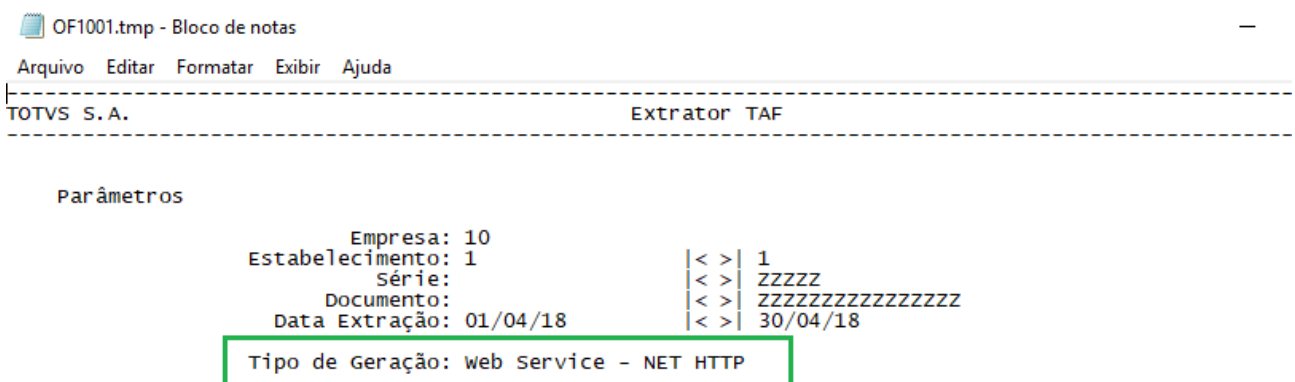 OF1001.tmp - Bloco de notas
Arquivo Editar Formatar Exibir Ajuda
TOTVS S.A. Extrator TAF
Parâmetros
Empresa: 10
Estabelecimento: 1 |< >| 1
Série: |< >| ZZZZZ
Documento: |< >| ZZZZZZZZZZZZZZZZ
Data Extração: 01/04/18 |< >| 30/04/18
Tipo de Geração: Web Service - NET HTTP